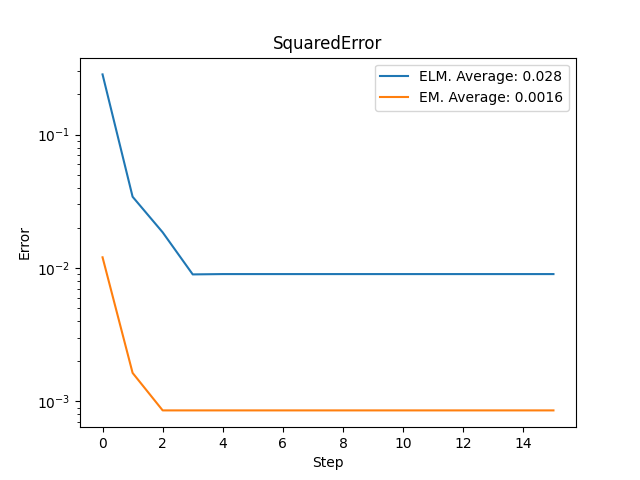 SquaredError
ELM. Average: 0.028
EM. Average: 0.0016
Error
10⁻¹
10⁻²
10⁻³
0 2 4 6 8 10 12 14
Step